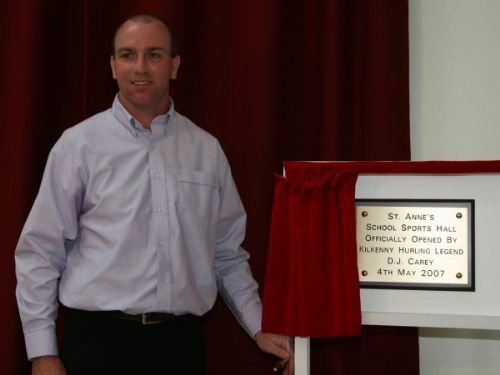 St. Anne's
School Sports Hall
Officially Opened By
Kilkenny Hurling Legend
D.J. Carey
4th May 2007